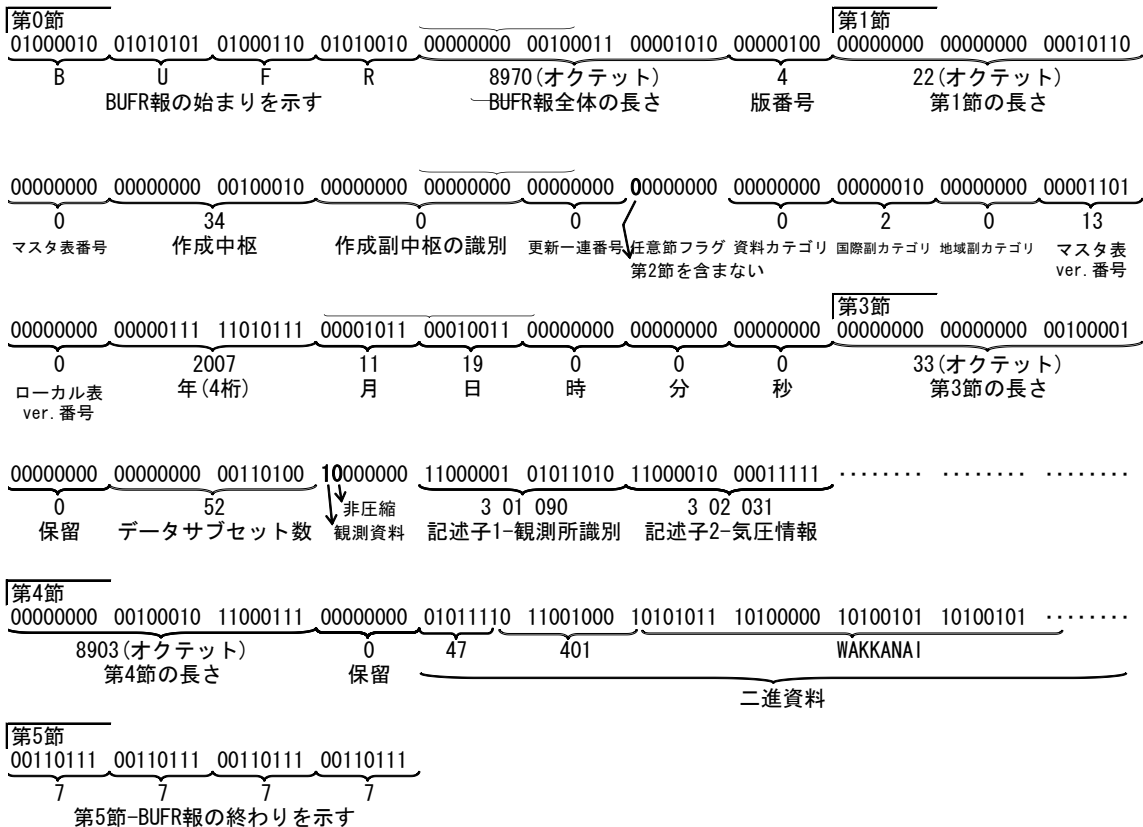 第0節 第1節
01000010 01010101 01000110 01010010 00000000 00100011 00001010 00000100 00000000 00000000 00010110
B U F R 8970(オクテット) 4 22(オクテット)
BUFR報の始まりを示す BUFR報全体の長さ 版番号 第1節の長さ
00000000 00000000 00100010 00000000 00000000 00000000 00000000 00000000 00000010 00000000 00001101
0 34 0 0 0 2 0 13
マスタ表番号 作成中枢 作成副中枢の識別 更新一連番号 任意節フラグ 資料カテゴリ 国際副カテゴリ 地域副カテゴリ マスタ表
第2節を含まない ver.番号
第3節
00000000 00000111 11010111 00001011 00010011 00000000 00000000 00000000 00000000 00000000 00100001
0 2007 11 19 0 0 0 33(オクテット)
ローカル表 年(4桁) 月 日 時 分 秒 第3節の長さ
ver.番号
00000000 00000000 00110100 10000000 11000001 01011010 11000010 00011111 ········ ········ ········
0 52 非圧縮 3 01 090 3 02 031
保留 データサブセット数 観測資料 記述子1-観測所識別 記述子2-気圧情報
第4節
00000000 00100010 11000111 00000000 01011110 11001000 10101011 10100000 10100101 10100101 ········
8903(オクテット) 0 47 401 WAKKANAI
第4節の長さ 保留
二進資料
第5節
00110111 00110111 00110111 00110111
7 7 7 7
第5節-BUFR報の終わりを示す